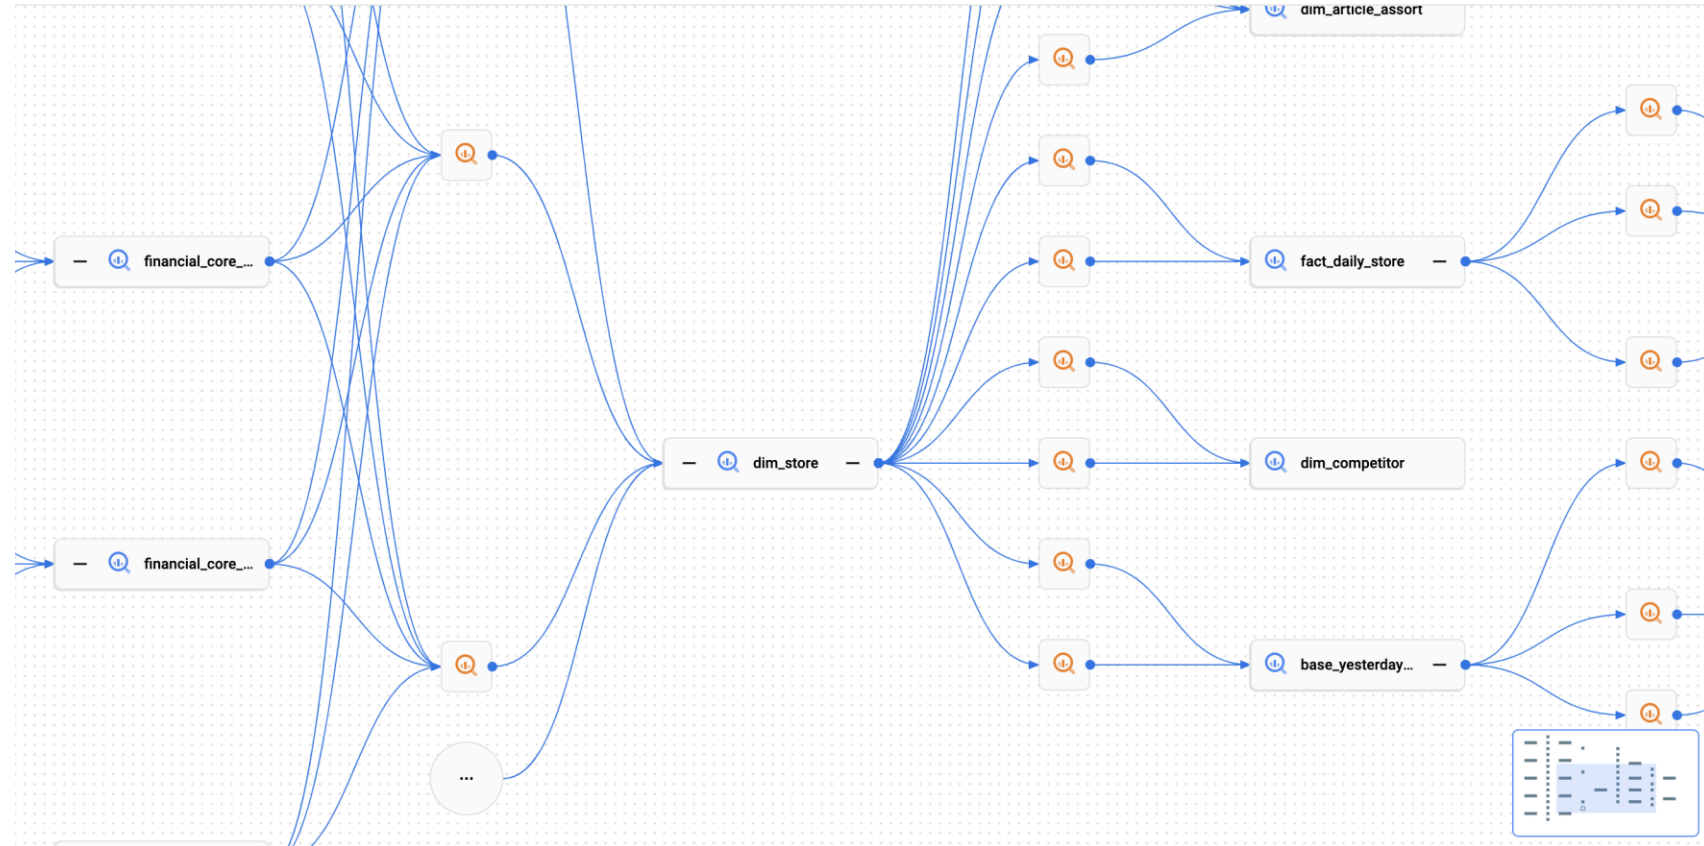 dim_article_assort
financial_core_...
fact_daily_store
dim_store
dim_competitor
financial_core_...
base_yesterday...
...